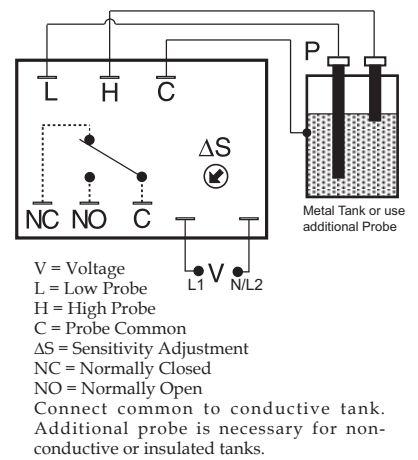 P
L H C
ΔS
NC NO C
Metal Tank or use
additional Probe
L1 V N/L2
V = Voltage
L = Low Probe
H = High Probe
C = Probe Common
ΔS = Sensitivity Adjustment
NC = Normally Closed
NO = Normally Open
Connect common to conductive tank.
Additional probe is necessary for non-
conductive or insulated tanks.